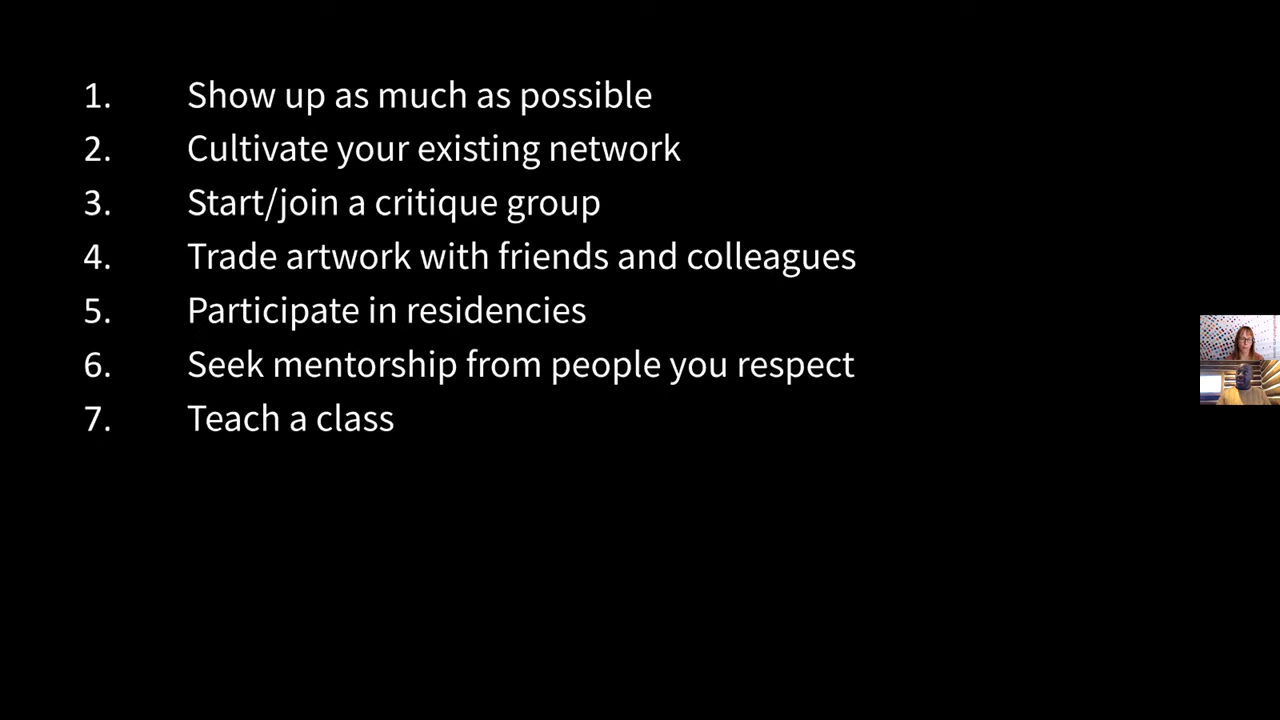 1. Show up as much as possible
2. Cultivate your existing network
3. Start/join a critique group
4. Trade artwork with friends and colleagues
5. Participate in residencies
6. Seek mentorship from people you respect
7. Teach a class